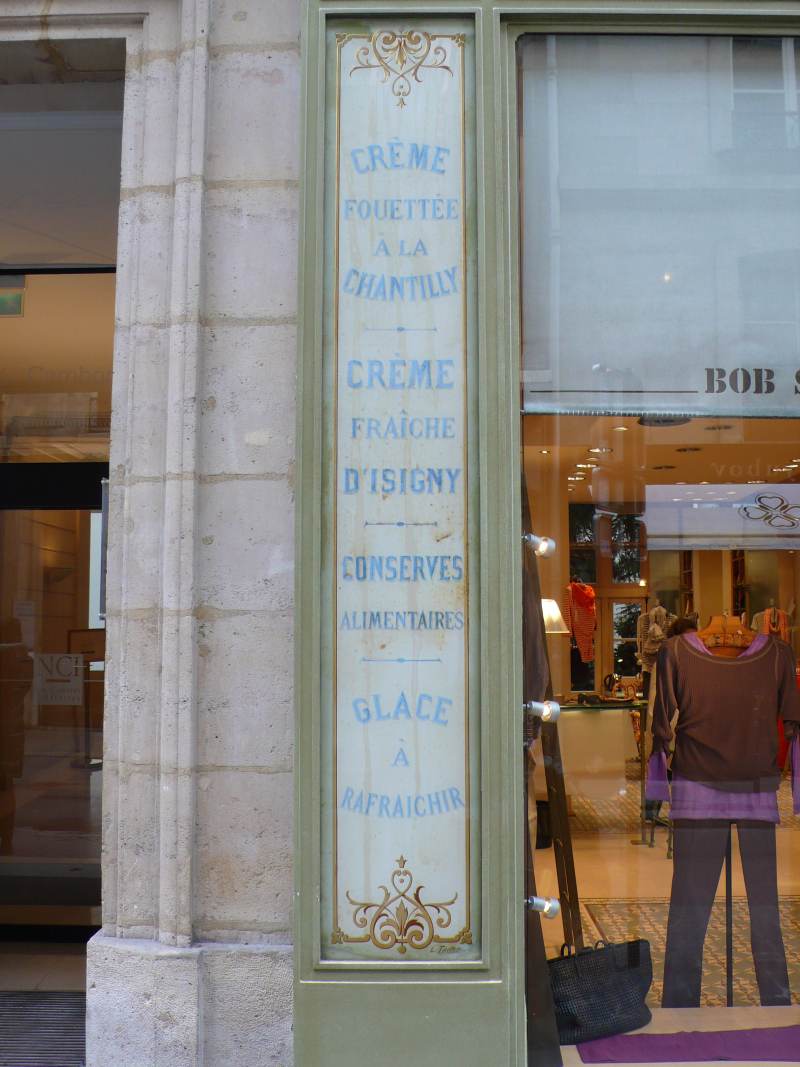 CRÈME
FOUETTÉE
À LA
CHANTILLY
CRÈME
FRAÎCHE
D'ISIGNY
CONSERVES
ALIMENTAIRES
GLACE
À
RAFRAICHIR
BOB S